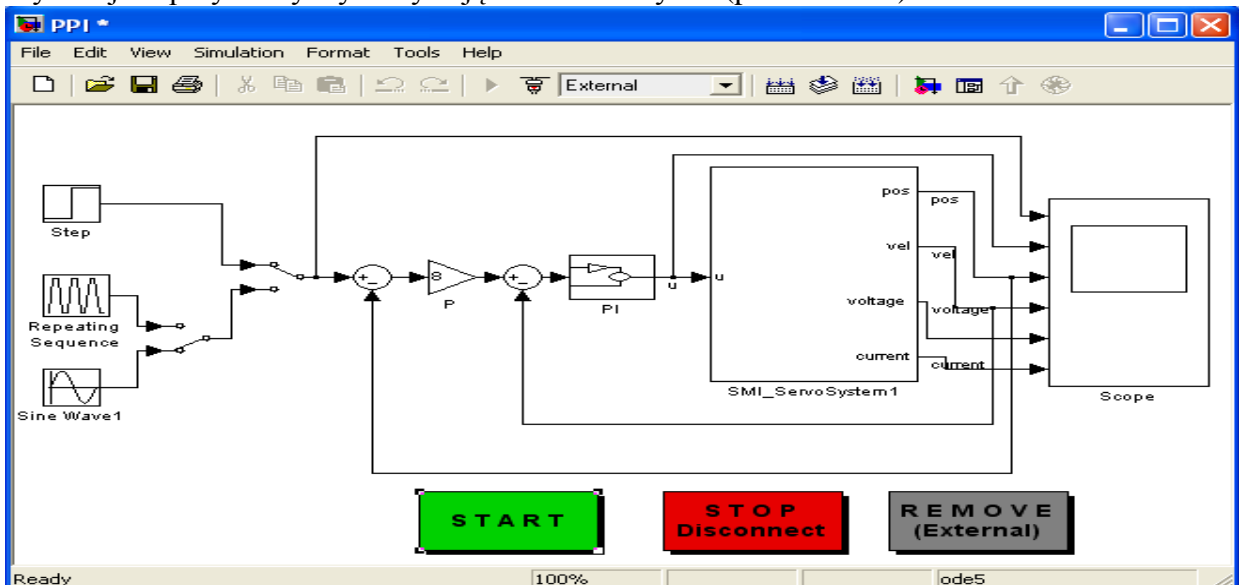 PPI *
File Edit View Simulation Format Tools Help
External
Step
Repeating
Sequence
Sine Wave1
8
P
PI
u
u
pos
vel
voltage
current
SMI_ServoSystem1
pos
vel
voltage
current
Scope
START
STOP
Disconnect
REMOVE
(External)
Ready 100% ode5